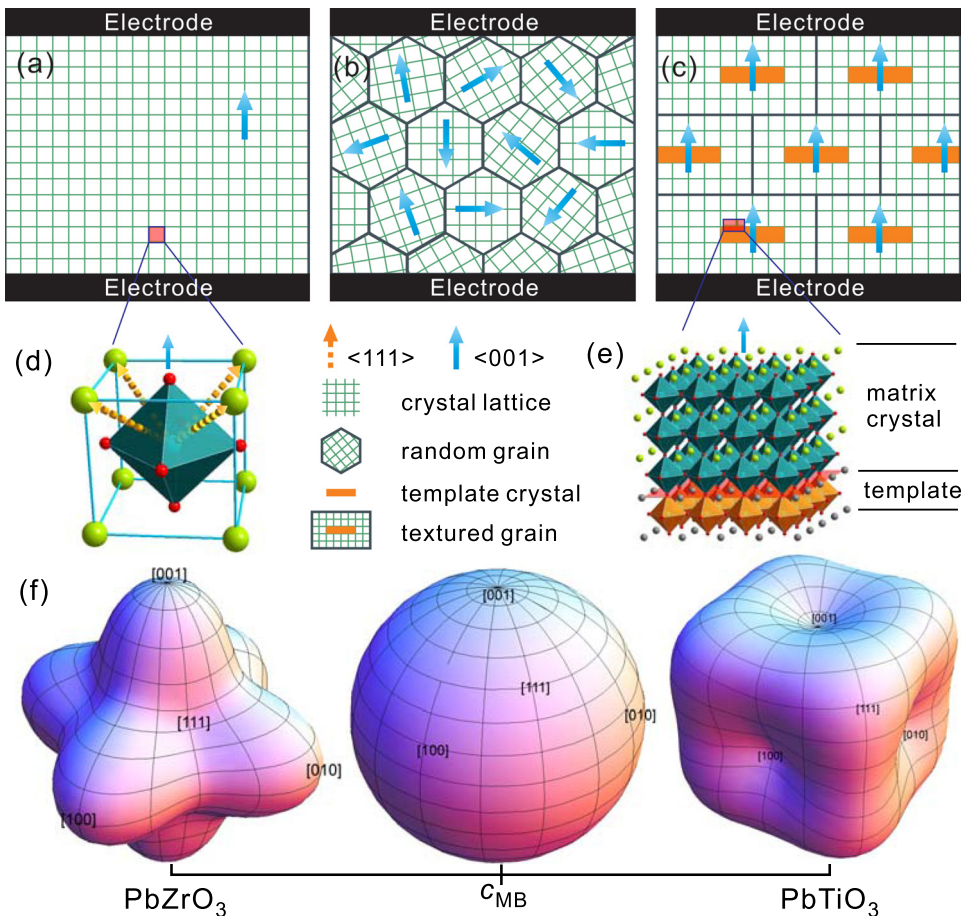 Electrode Electrode Electrode
(a) (b) (c)
Electrode Electrode Electrode
(d) <111> <001> (e)
crystal lattice
matrix
crystal
random grain
template crystal
template
textured grain
(f)
[001] [001] [001]
[111] [111] [111]
[010] [010] [010]
[100] [100] [100]
PbZrO₃ cMB PbTiO₃